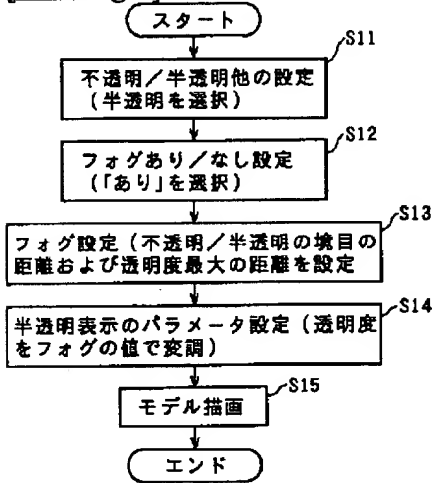 スタート
S11
不透明／半透明他の設定
（半透明を選択）
S12
フォグあり／なし設定
（「あり」を選択）
S13
フォグ設定（不透明／半透明の境目の
距離および透明度最大の距離を設定
S14
半透明表示のパラメータ設定（透明度
をフォグの値で変調）
S15
モデル描画
エンド